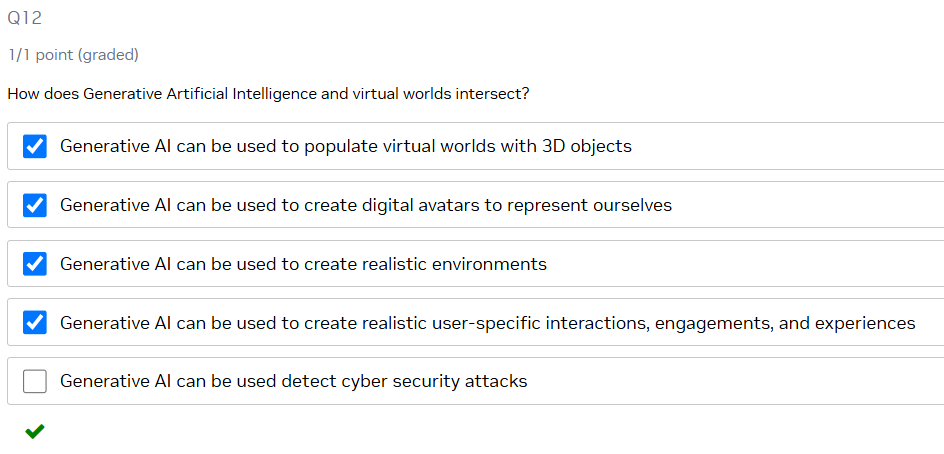 Q12
1/1 point (graded)
How does Generative Artificial Intelligence and virtual worlds intersect?
Generative AI can be used to populate virtual worlds with 3D objects
Generative AI can be used to create digital avatars to represent ourselves
Generative AI can be used to create realistic environments
Generative AI can be used to create realistic user-specific interactions, engagements, and experiences
Generative AI can be used detect cyber security attacks